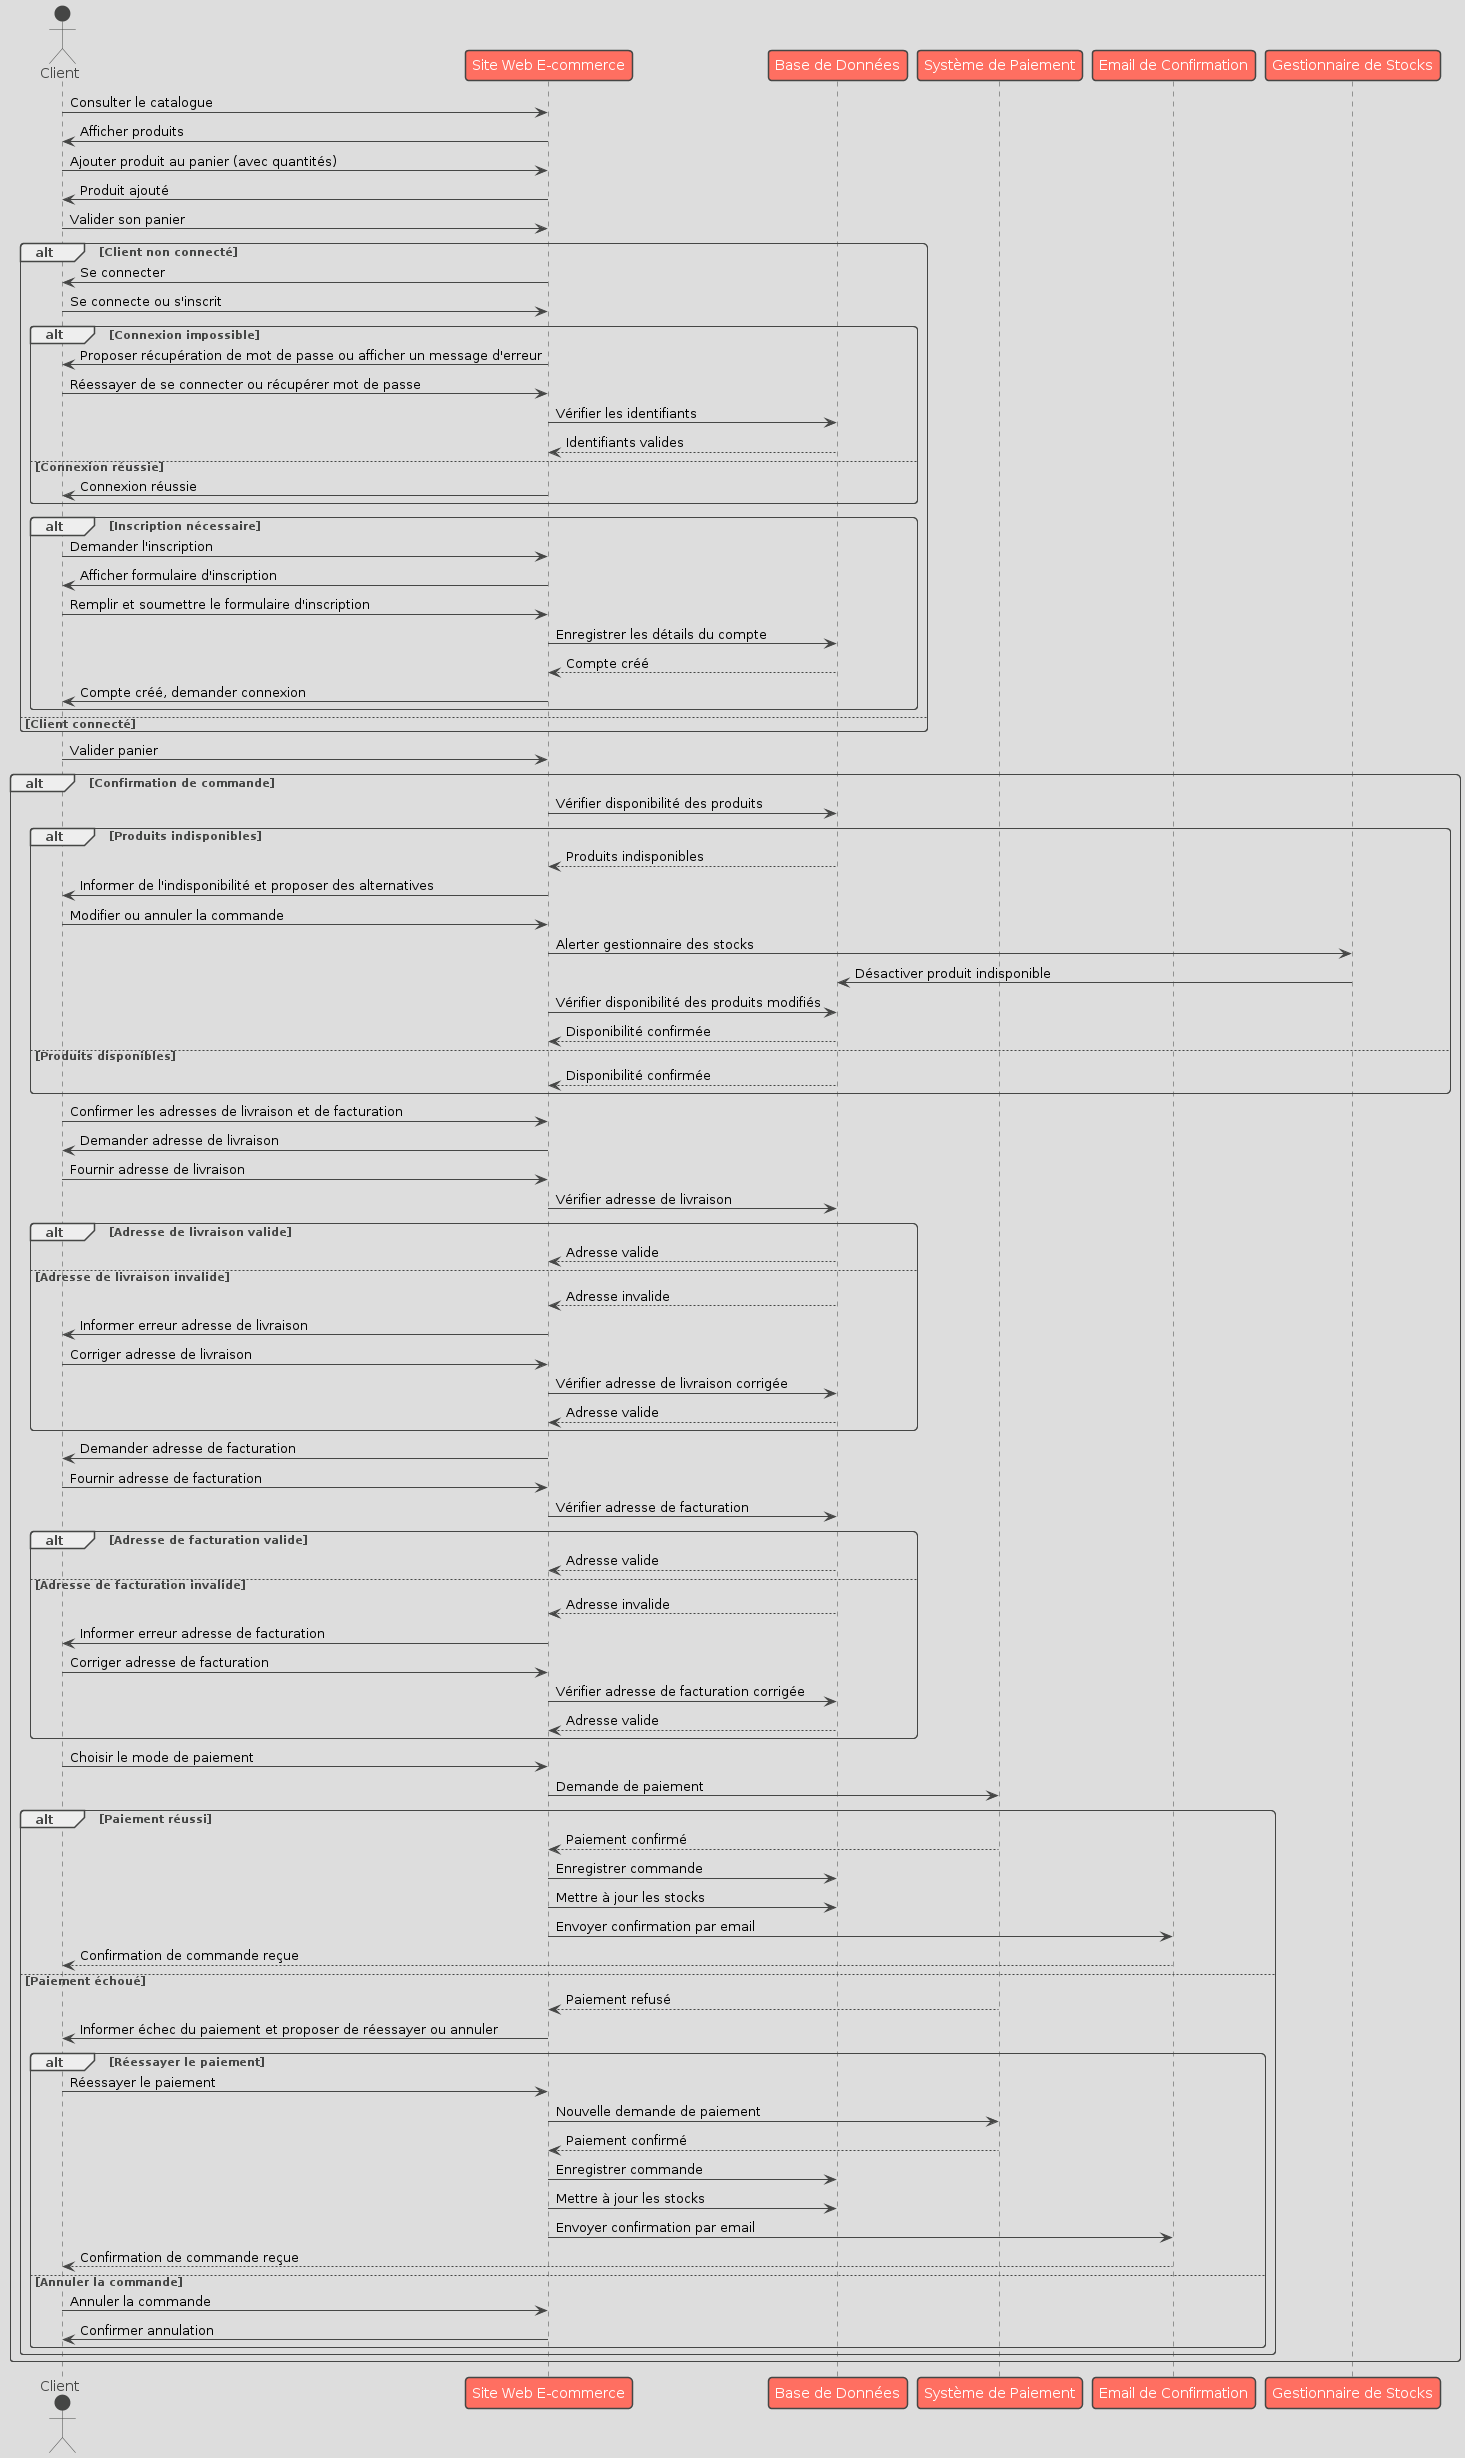 Client
Site Web E-commerce
Base de Données
Système de Paiement
Email de Confirmation
Gestionnaire de Stocks
Consulter le catalogue
Afficher produits
Ajouter produit au panier (avec quantités)
Produit ajouté
Valider son panier
alt [Client non connecté]
Se connecter
Se connecte ou s'inscrit
alt [Connexion impossible]
Proposer récupération de mot de passe ou afficher un message d'erreur
Réessayer de se connecter ou récupérer mot de passe
Vérifier les identifiants
Identifiants valides
[Connexion réussie]
Connexion réussie
alt [Inscription nécessaire]
Demander l'inscription
Afficher formulaire d'inscription
Remplir et soumettre le formulaire d'inscription
Enregistrer les détails du compte
Compte créé
Compte créé, demander connexion
[Client connecté]
Valider panier
alt [Confirmation de commande]
Vérifier disponibilité des produits
alt [Produits indisponibles]
Produits indisponibles
Informer de l'indisponibilité et proposer des alternatives
Modifier ou annuler la commande
Alerter gestionnaire des stocks
Désactiver produit indisponible
Vérifier disponibilité des produits modifiés
Disponibilité confirmée
[Produits disponibles]
Disponibilité confirmée
Confirmer les adresses de livraison et de facturation
Demander adresse de livraison
Fournir adresse de livraison
Vérifier adresse de livraison
alt [Adresse de livraison valide]
Adresse valide
[Adresse de livraison invalide]
Adresse invalide
Informer erreur adresse de livraison
Corriger adresse de livraison
Vérifier adresse de livraison corrigée
Adresse valide
Demander adresse de facturation
Fournir adresse de facturation
Vérifier adresse de facturation
alt [Adresse de facturation valide]
Adresse valide
[Adresse de facturation invalide]
Adresse invalide
Informer erreur adresse de facturation
Corriger adresse de facturation
Vérifier adresse de facturation corrigée
Adresse valide
Choisir le mode de paiement
Demande de paiement
alt [Paiement réussi]
Paiement confirmé
Enregistrer commande
Mettre à jour les stocks
Envoyer confirmation par email
Confirmation de commande reçue
[Paiement échoué]
Paiement refusé
Informer échec du paiement et proposer de réessayer ou annuler
alt [Réessayer le paiement]
Réessayer le paiement
Nouvelle demande de paiement
Paiement confirmé
Enregistrer commande
Mettre à jour les stocks
Envoyer confirmation par email
Confirmation de commande reçue
[Annuler la commande]
Annuler la commande
Confirmer annulation
Client
Site Web E-commerce
Base de Données
Système de Paiement
Email de Confirmation
Gestionnaire de Stocks